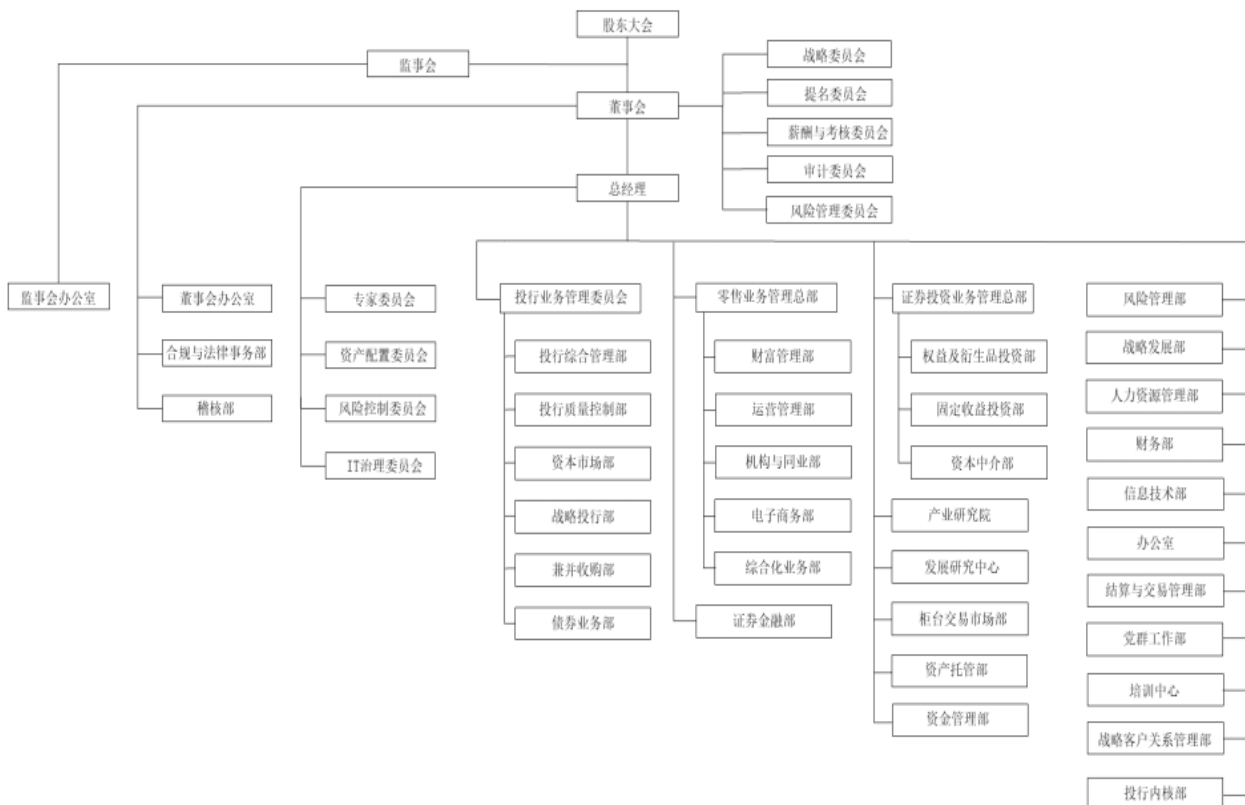 股东大会
监事会
战略委员会
提名委员会
董事会
薪酬与考核委员会
审计委员会
总经理
风险管理委员会
监事会办公室
董事会办公室
合规与法律事务部
稽核部
专家委员会
资产配置委员会
风险控制委员会
IT治理委员会
投行业务管理委员会
投行综合管理部
投行质量控制部
资本市场部
战略投行部
兼并收购部
债券业务部
零售业务管理总部
财富管理部
运营管理部
机构与同业部
电子商务部
综合化业务部
证券金融部
证券投资业务管理总部
权益及衍生品投资部
固定收益投资部
资本中介部
产业研究院
发展研究中心
柜台交易市场部
资产托管部
资金管理部
风险管理部
战略发展部
人力资源管理部
财务部
信息技术部
办公室
结算与交易管理部
党群工作部
培训中心
战略客户关系管理部
投行内核部